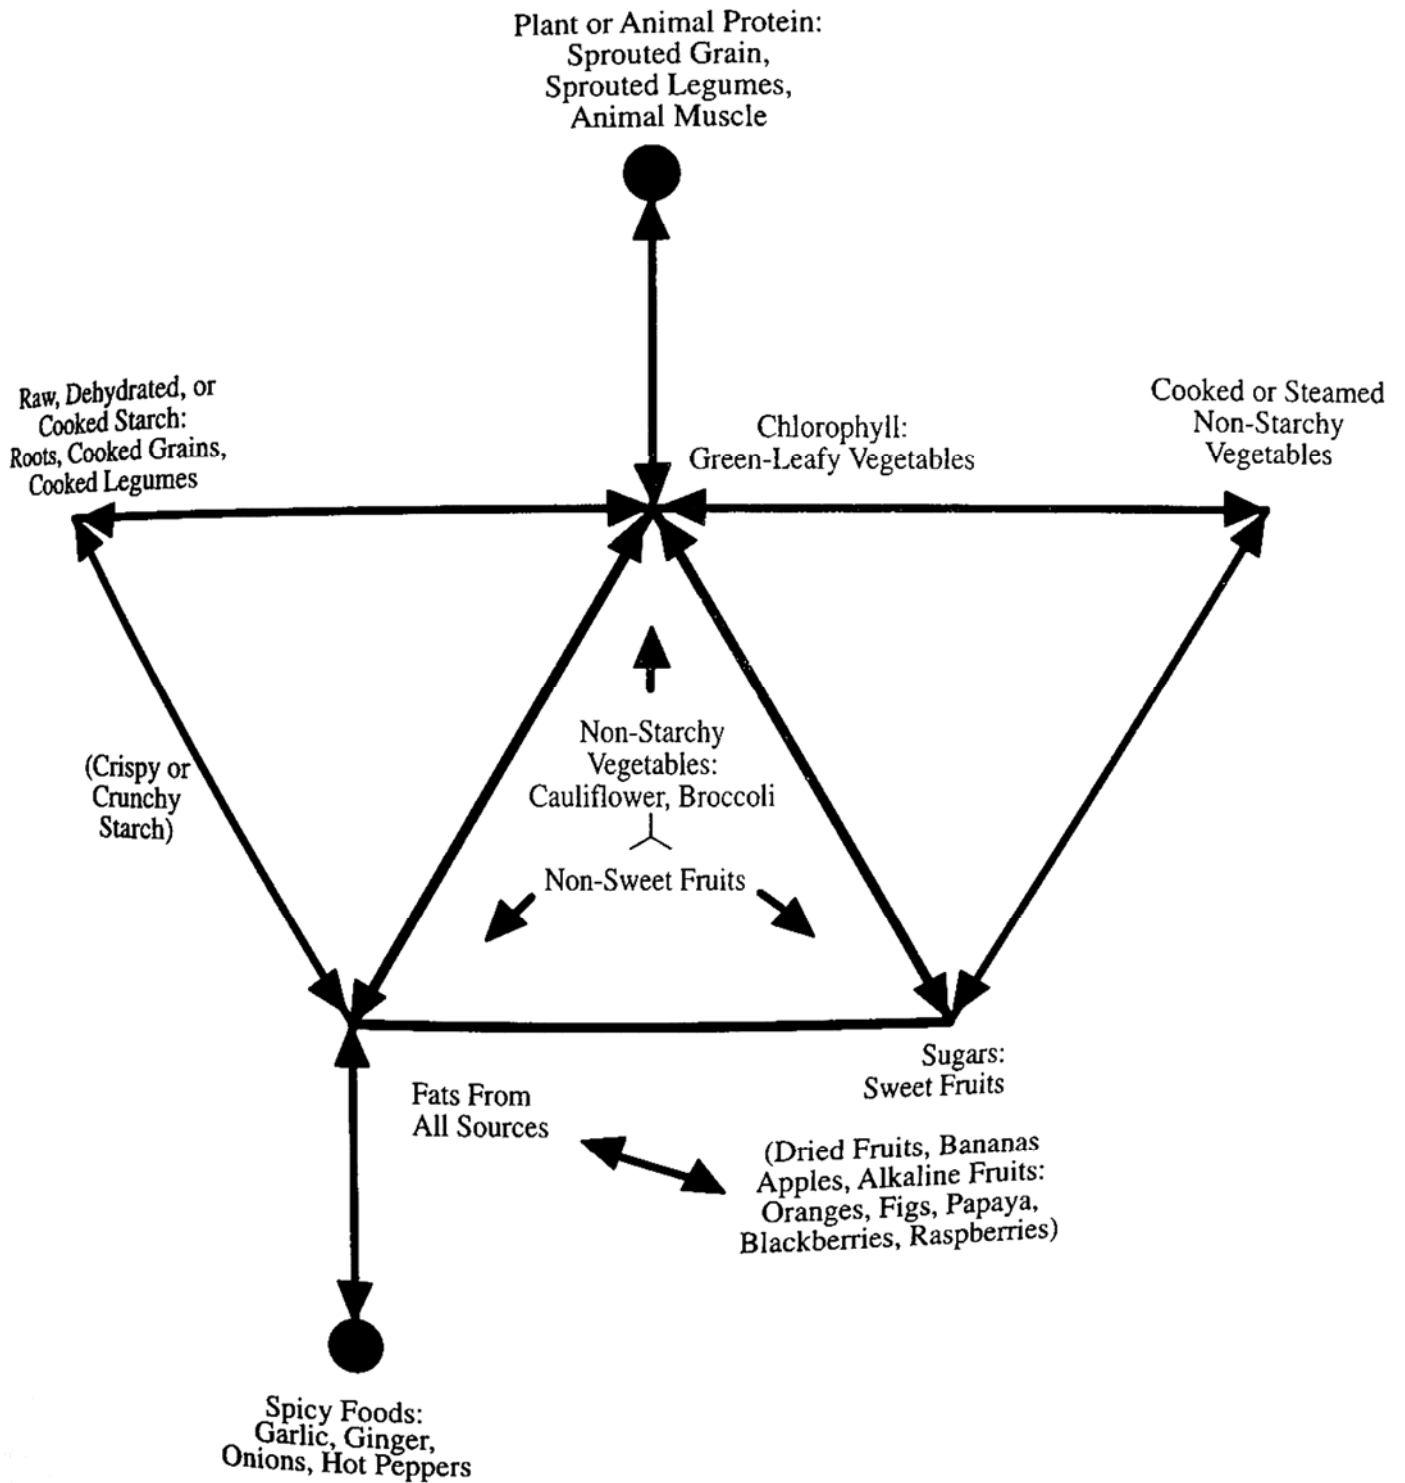 Plant or Animal Protein:
Sprouted Grain,
Sprouted Legumes,
Animal Muscle
Raw, Dehydrated, or
Cooked Starch:
Roots, Cooked Grains,
Cooked Legumes
Chlorophyll:
Green-Leafy Vegetables
Cooked or Steamed
Non-Starchy
Vegetables
(Crispy or
Crunchy
Starch)
Non-Starchy
Vegetables:
Cauliflower, Broccoli
Non-Sweet Fruits
Fats From
All Sources
Sugars:
Sweet Fruits
(Dried Fruits, Bananas
Apples, Alkaline Fruits:
Oranges, Figs, Papaya,
Blackberries, Raspberries)
Spicy Foods:
Garlic, Ginger,
Onions, Hot Peppers